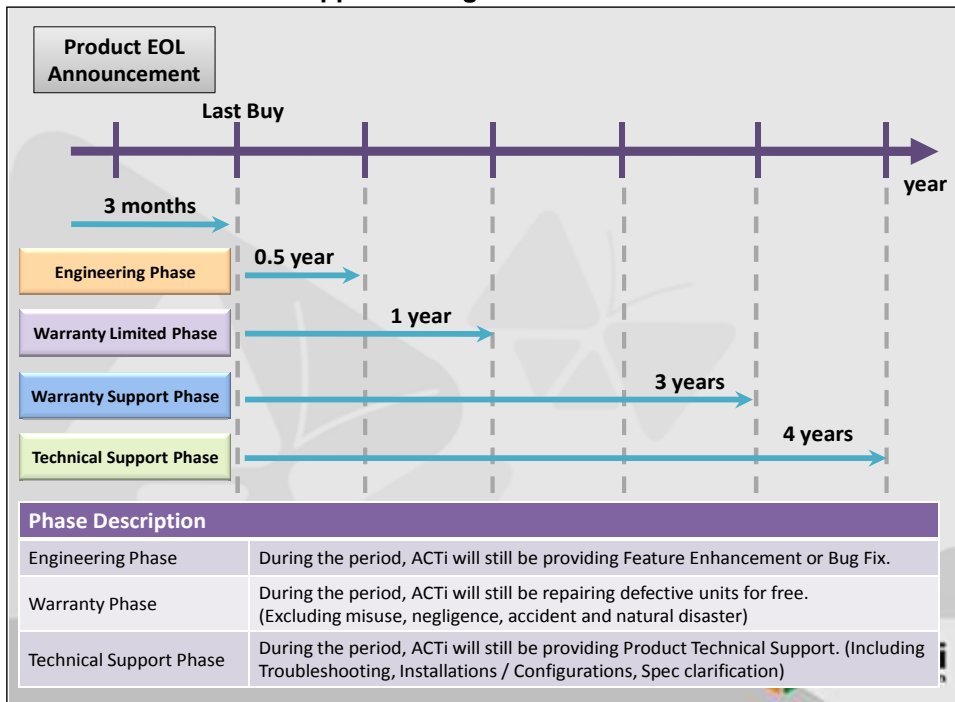 Product EOL
Announcement
Last Buy
year
3 months
Engineering Phase
0.5 year
Warranty Limited Phase
1 year
Warranty Support Phase
3 years
Technical Support Phase
4 years
Phase Description
Engineering Phase
During the period, ACTi will still be providing Feature Enhancement or Bug Fix.
Warranty Phase
During the period, ACTi will still be repairing defective units for free.
(Excluding misuse, negligence, accident and natural disaster)
Technical Support Phase
During the period, ACTi will still be providing Product Technical Support. (Including
Troubleshooting, Installations / Configurations, Spec clarification)